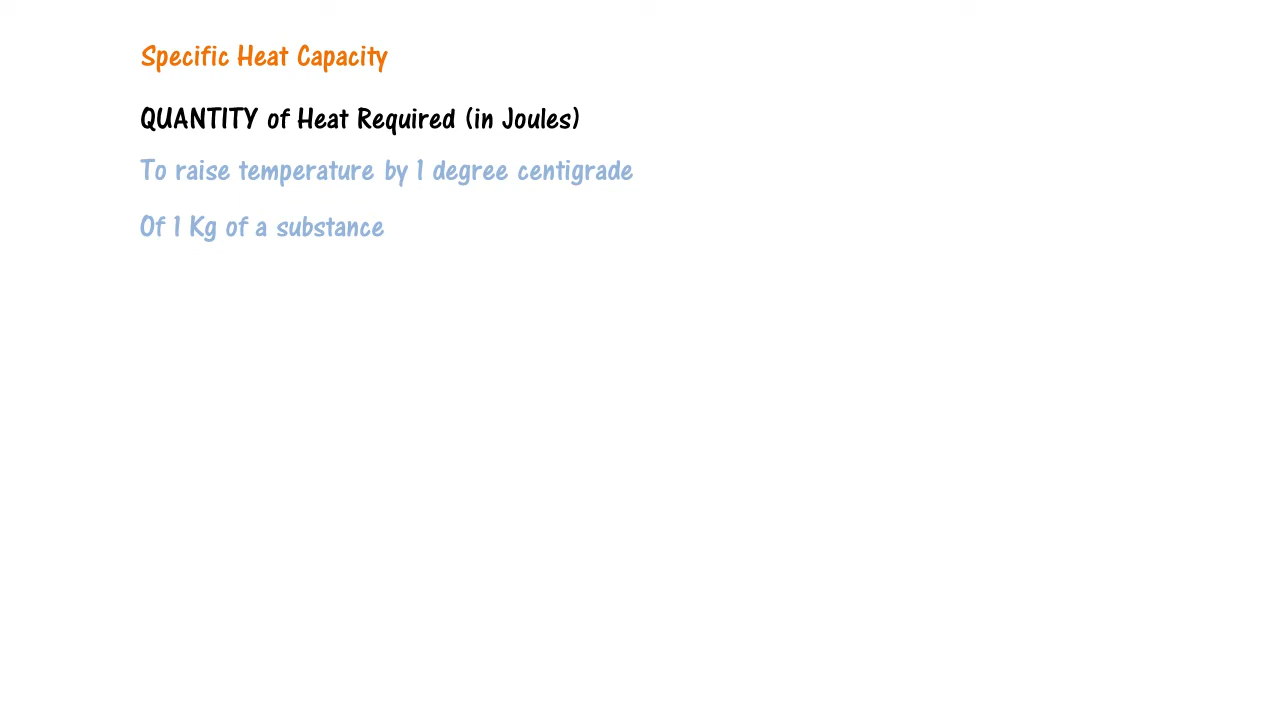 Specific Heat Capacity
QUANTITY of Heat Required (in Joules)
To raise temperature by 1 degree centigrade
Of 1 Kg of a substance